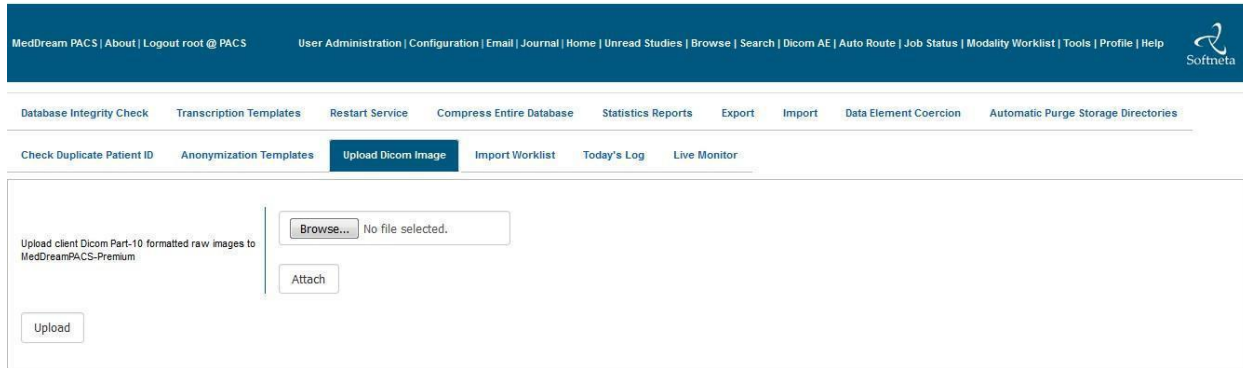 MedDream PACS | About | Logout root @ PACS User Administration | Configuration | Email | Journal | Home | Unread Studies | Browse | Search | Dicom AE | Auto Route | Job Status | Modality Worklist | Tools | Profile | Help
Softneta
Database Integrity Check Transcription Templates Restart Service Compress Entire Database Statistics Reports Export Import Data Element Coercion Automatic Purge Storage Directories
Check Duplicate Patient ID Anonymization Templates Upload Dicom Image Import Worklist Today's Log Live Monitor
Upload client Dicom Part-10 formatted raw images to
MedDreamPACS-Premium
Browse... No file selected.
Attach
Upload